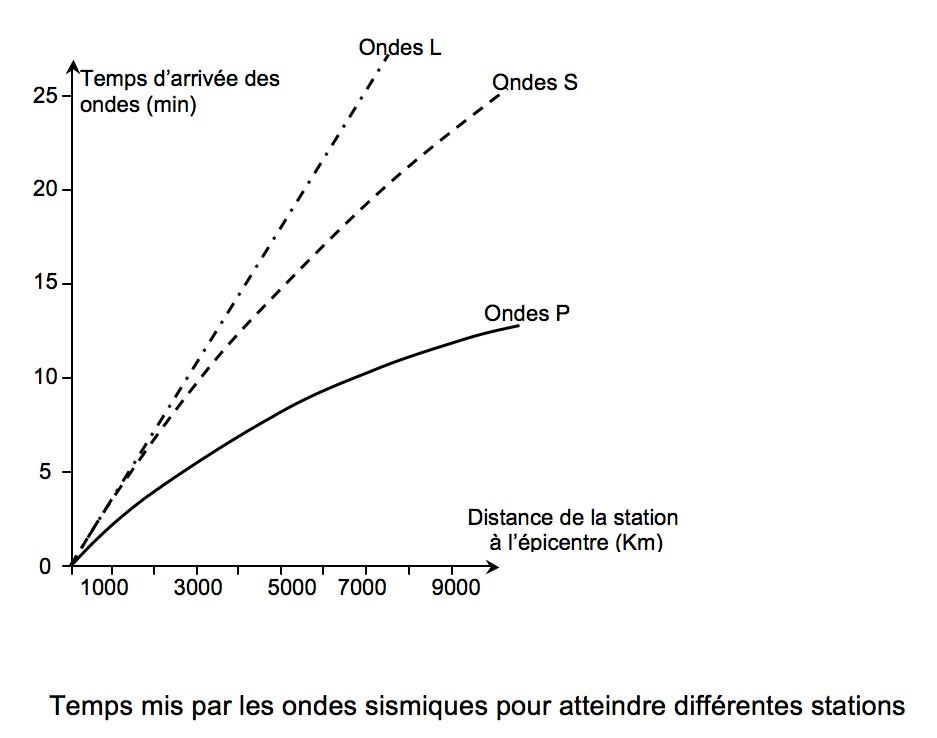 Ondes L
Temps d'arrivée des
ondes (min)
Ondes S
25
20
15
Ondes P
10
5
Distance de la station
à l'épicentre (Km)
0
1000 3000 5000 7000 9000
Temps mis par les ondes sismiques pour atteindre différentes stations